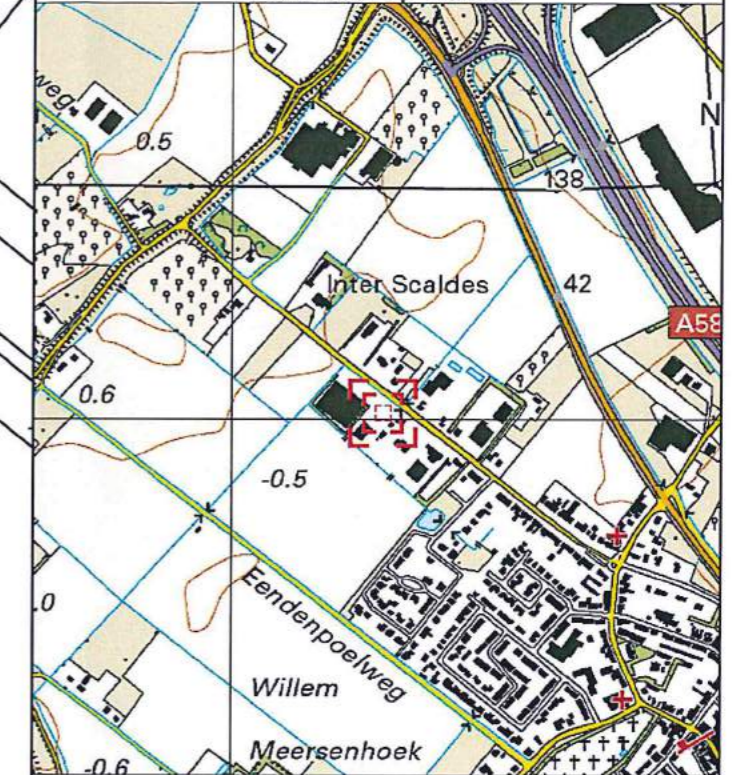 weg
N
0.5
138
Inter Scaldes
42
A58
0.6
-0.5
.0
Eendenpoelweg
Willem
Meersenhoek
-0.6